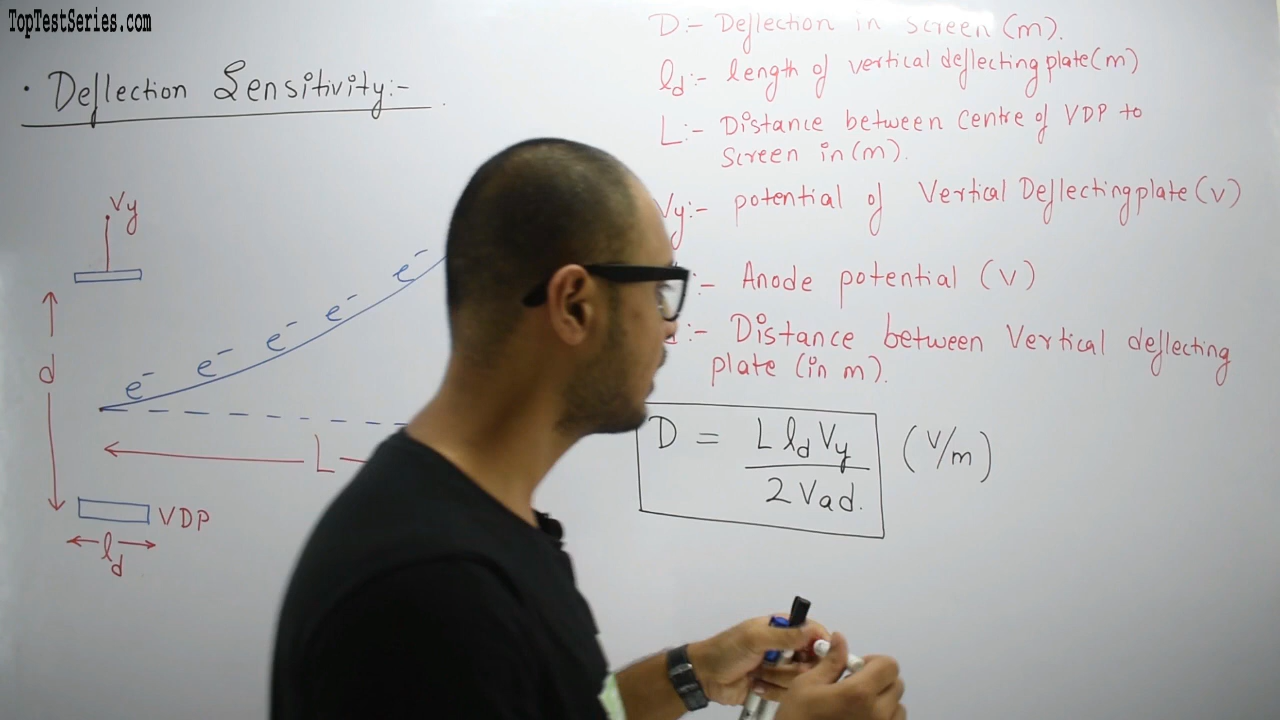 TopTestSeries.com
· Deflection Sensitivity:-
Vy
e⁻ e⁻ e⁻ e⁻ e⁻
d
L
VDP
ld
D:- Deflection in screen (m).
ld:- length of vertical deflecting plate (m)
L:- Distance between centre of VDP to
screen in (m).
Vy:- potential of Vertical Deflecting plate (v)
:- Anode potential (v)
:- Distance between Vertical deflecting
plate (in m).
D = L ld Vy / 2 Vad. (V/m)